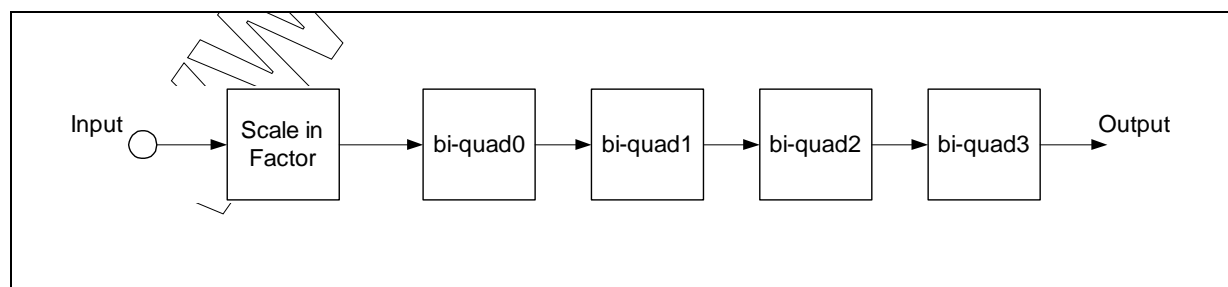 Input
Scale in
Factor
bi-quad0
bi-quad1
bi-quad2
bi-quad3
Output